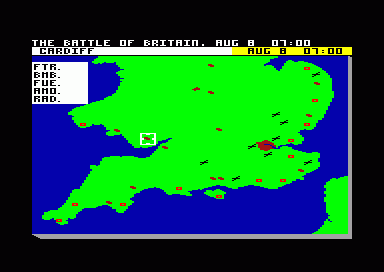 THE BATTLE OF BRITAIN. AUG 8 07:00
CARDIFF AUG 8 07:00
FTR.
BMB.
FUE.
AMO.
RAD.